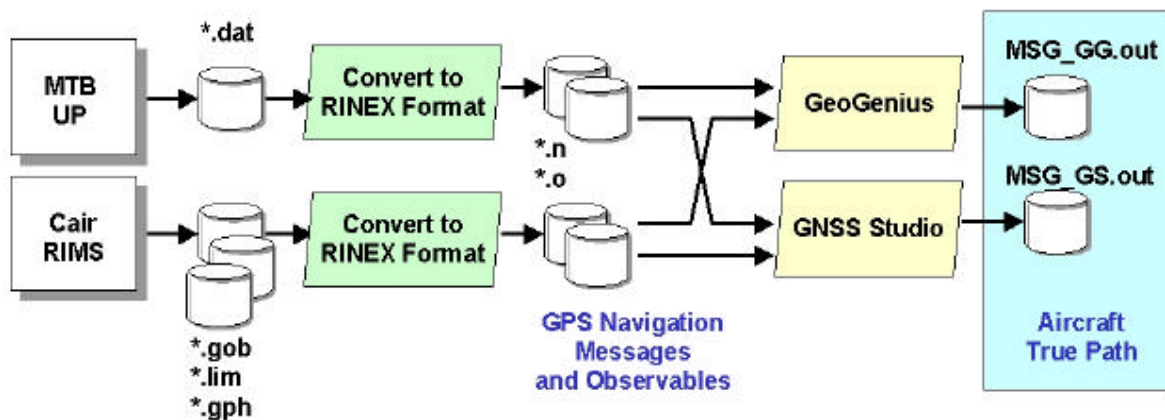 *.dat
MTB
UP
Convert to
RINEX Format
*.n
*.o
GeoGenius
MSG_GG.out
Cair
RIMS
*.gob
*.lim
*.gph
Convert to
RINEX Format
GPS Navigation
Messages
and Observables
GNSS Studio
MSG_GS.out
Aircraft
True Path